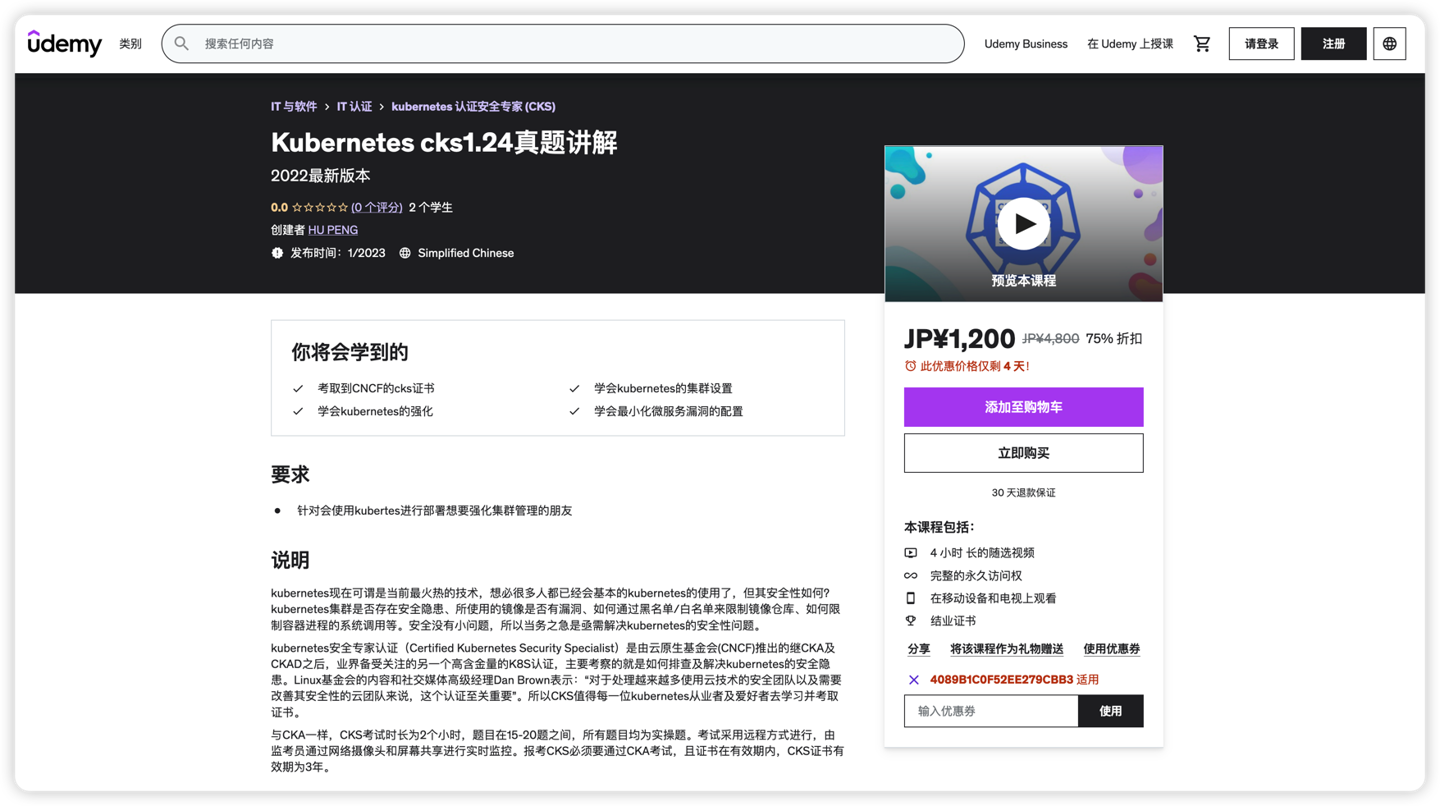 udemy
类别
搜索任何内容
Udemy Business
在 Udemy 上授课
请登录
注册
IT 与软件 > IT 认证 > kubernetes 认证安全专家 (CKS)
Kubernetes cks1.24真题讲解
2022最新版本
0.0 (0 个评分) 2 个学生
创建者 HU PENG
发布时间：1/2023 Simplified Chinese
预览本课程
你将会学到的
考取到CNCF的cks证书
学会kubernetes的集群设置
学会kubernetes的强化
学会最小化微服务漏洞的配置
要求
针对会使用kubertes进行部署想要强化集群管理的朋友
说明
kubernetes现在可谓是当前最火热的技术，想必很多人都已经会基本的kubernetes的使用了，但其安全性如何？
kubernetes集群是否存在安全隐患、所使用的镜像是否有漏洞、如何通过黑名单/白名单来限制镜像仓库、如何限
制容器进程的系统调用等。安全没有小问题，所以当务之急是亟需解决kubernetes的安全性问题。
kubernetes安全专家认证（Certified Kubernetes Security Specialist）是由云原生基金会(CNCF)推出的继CKA及
CKAD之后，业界备受关注的另一个高含金量的K8S认证，主要考察的就是如何排查及解决kubernetes的安全隐
患。Linux基金会的内容和社交媒体高级经理Dan Brown表示：“对于处理越来越多使用云技术的安全团队以及需要
改善其安全性的云团队来说，这个认证至关重要”。所以CKS值得每一位kubernetes从业者及爱好者去学习并考取
证书。
与CKA一样，CKS考试时长为2个小时，题目在15-20题之间，所有题目均为实操题。考试采用远程方式进行，由
监考员通过网络摄像头和屏幕共享进行实时监控。报考CKS必须要通过CKA考试，且证书在有效期内，CKS证书有
效期为3年。
JP¥1,200 JP¥4,800 75% 折扣
此优惠价格仅剩 4 天！
添加至购物车
立即购买
30 天退款保证
本课程包括：
4 小时 长的随选视频
完整的永久访问权
在移动设备和电视上观看
结业证书
分享
将该课程作为礼物赠送
使用优惠券
4089B1C0F52EE279CBB3 适用
输入优惠券
使用